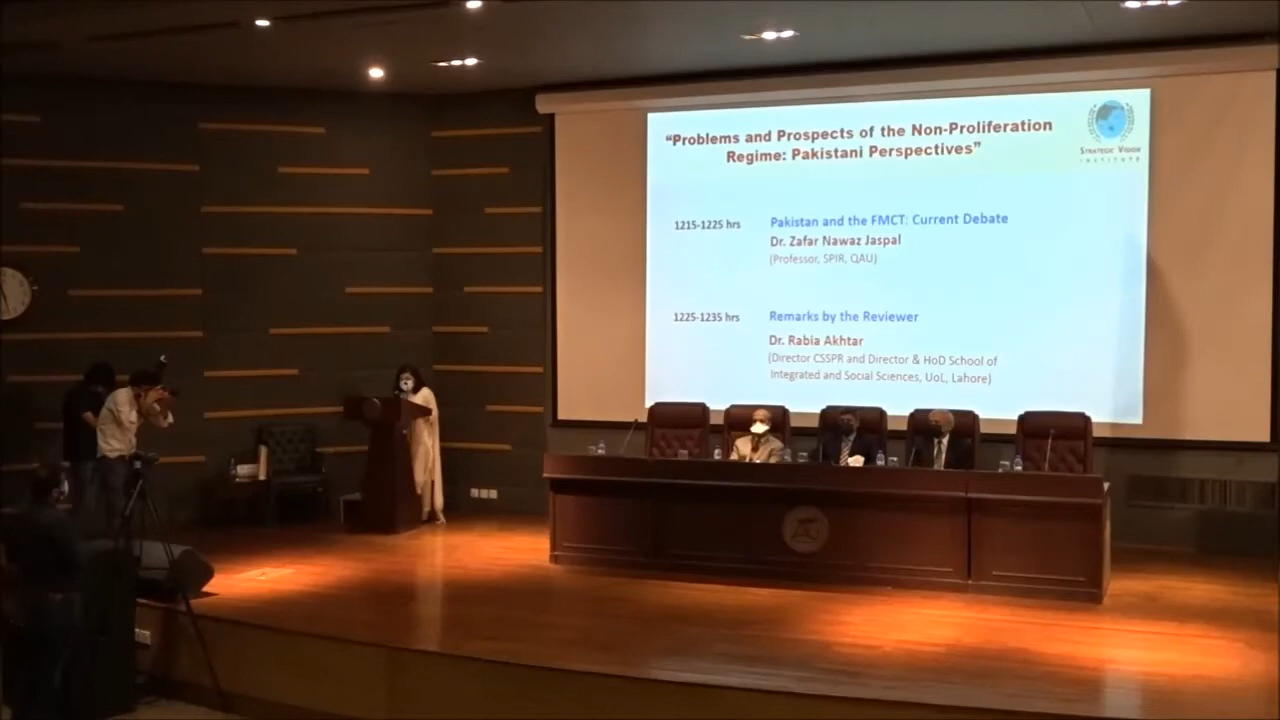 “Problems and Prospects of the Non-Proliferation
Regime: Pakistani Perspectives”
STRATEGIC VISION
INSTITUTE
1215-1225 hrs
Pakistan and the FMCT: Current Debate
Dr. Zafar Nawaz Jaspal
(Professor, SPIR, QAU)
1225-1235 hrs
Remarks by the Reviewer
Dr. Rabia Akhtar
(Director CSSPR and Director & HoD School of
Integrated and Social Sciences, UoL, Lahore)